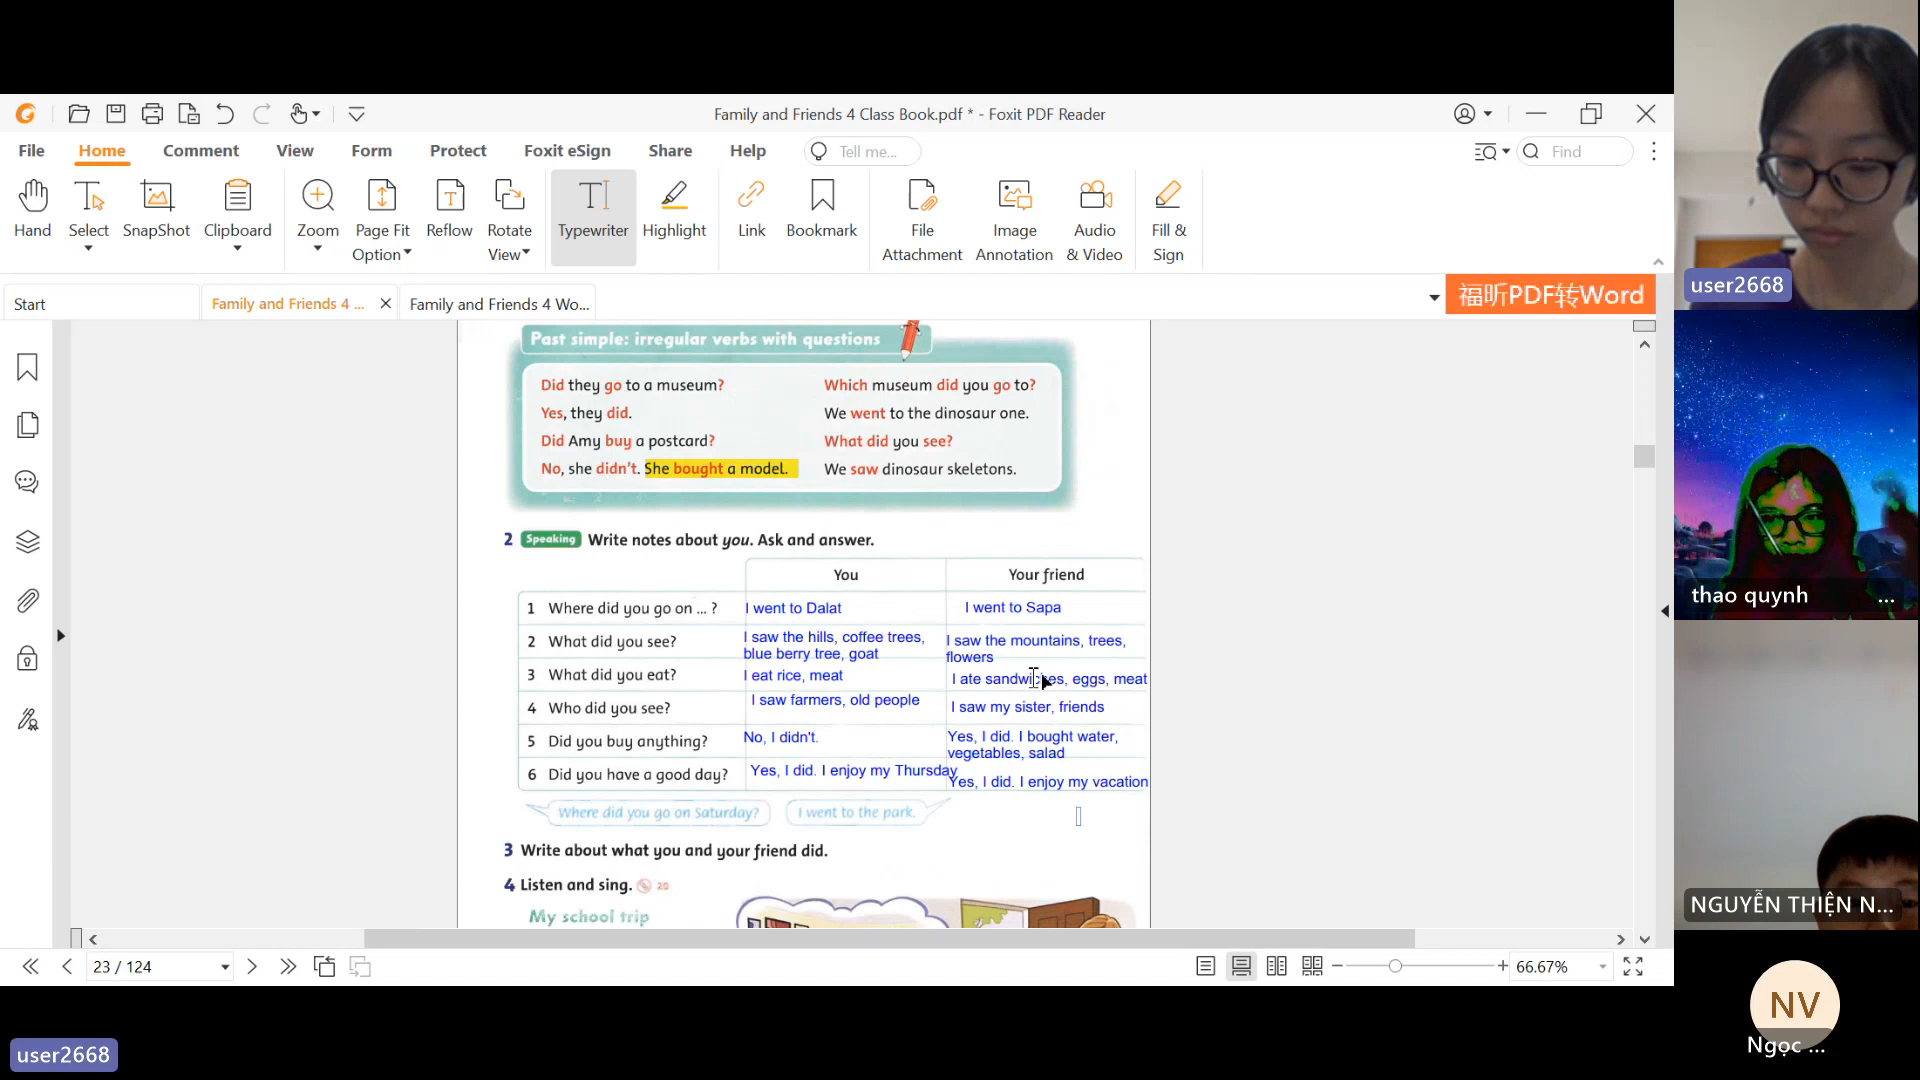 Family and Friends 4 Class Book.pdf * - Foxit PDF Reader
File Home Comment View Form Protect Foxit eSign Share Help Tell me... Find
Hand Select SnapShot Clipboard Zoom Page Fit Option Reflow Rotate View Typewriter Highlight Link Bookmark File Attachment Image Annotation Audio & Video Fill & Sign
Start Family and Friends 4 ... Family and Friends 4 Wo... 福昕PDF转Word
Past simple: irregular verbs with questions
Did they go to a museum? Which museum did you go to?
Yes, they did. We went to the dinosaur one.
Did Amy buy a postcard? What did you see?
No, she didn't. She bought a model. We saw dinosaur skeletons.
2 Speaking Write notes about you. Ask and answer.
You Your friend
1 Where did you go on ... ? I went to Dalat I went to Sapa
2 What did you see? I saw the hills, coffee trees, blue berry tree, goat I saw the mountains, trees, flowers
3 What did you eat? I eat rice, meat I ate sandwiches, eggs, meat
4 Who did you see? I saw farmers, old people I saw my sister, friends
5 Did you buy anything? No, I didn't. Yes, I did. I bought water, vegetables, salad
6 Did you have a good day? Yes, I did. I enjoy my Thursday Yes, I did. I enjoy my vacation
Where did you go on Saturday? I went to the park.
3 Write about what you and your friend did.
4 Listen and sing. 20
My school trip
23 / 124 66.67%
user2668
thao quynh ...
NGUYỄN THIỆN N...
NV
Ngọc ...
user2668